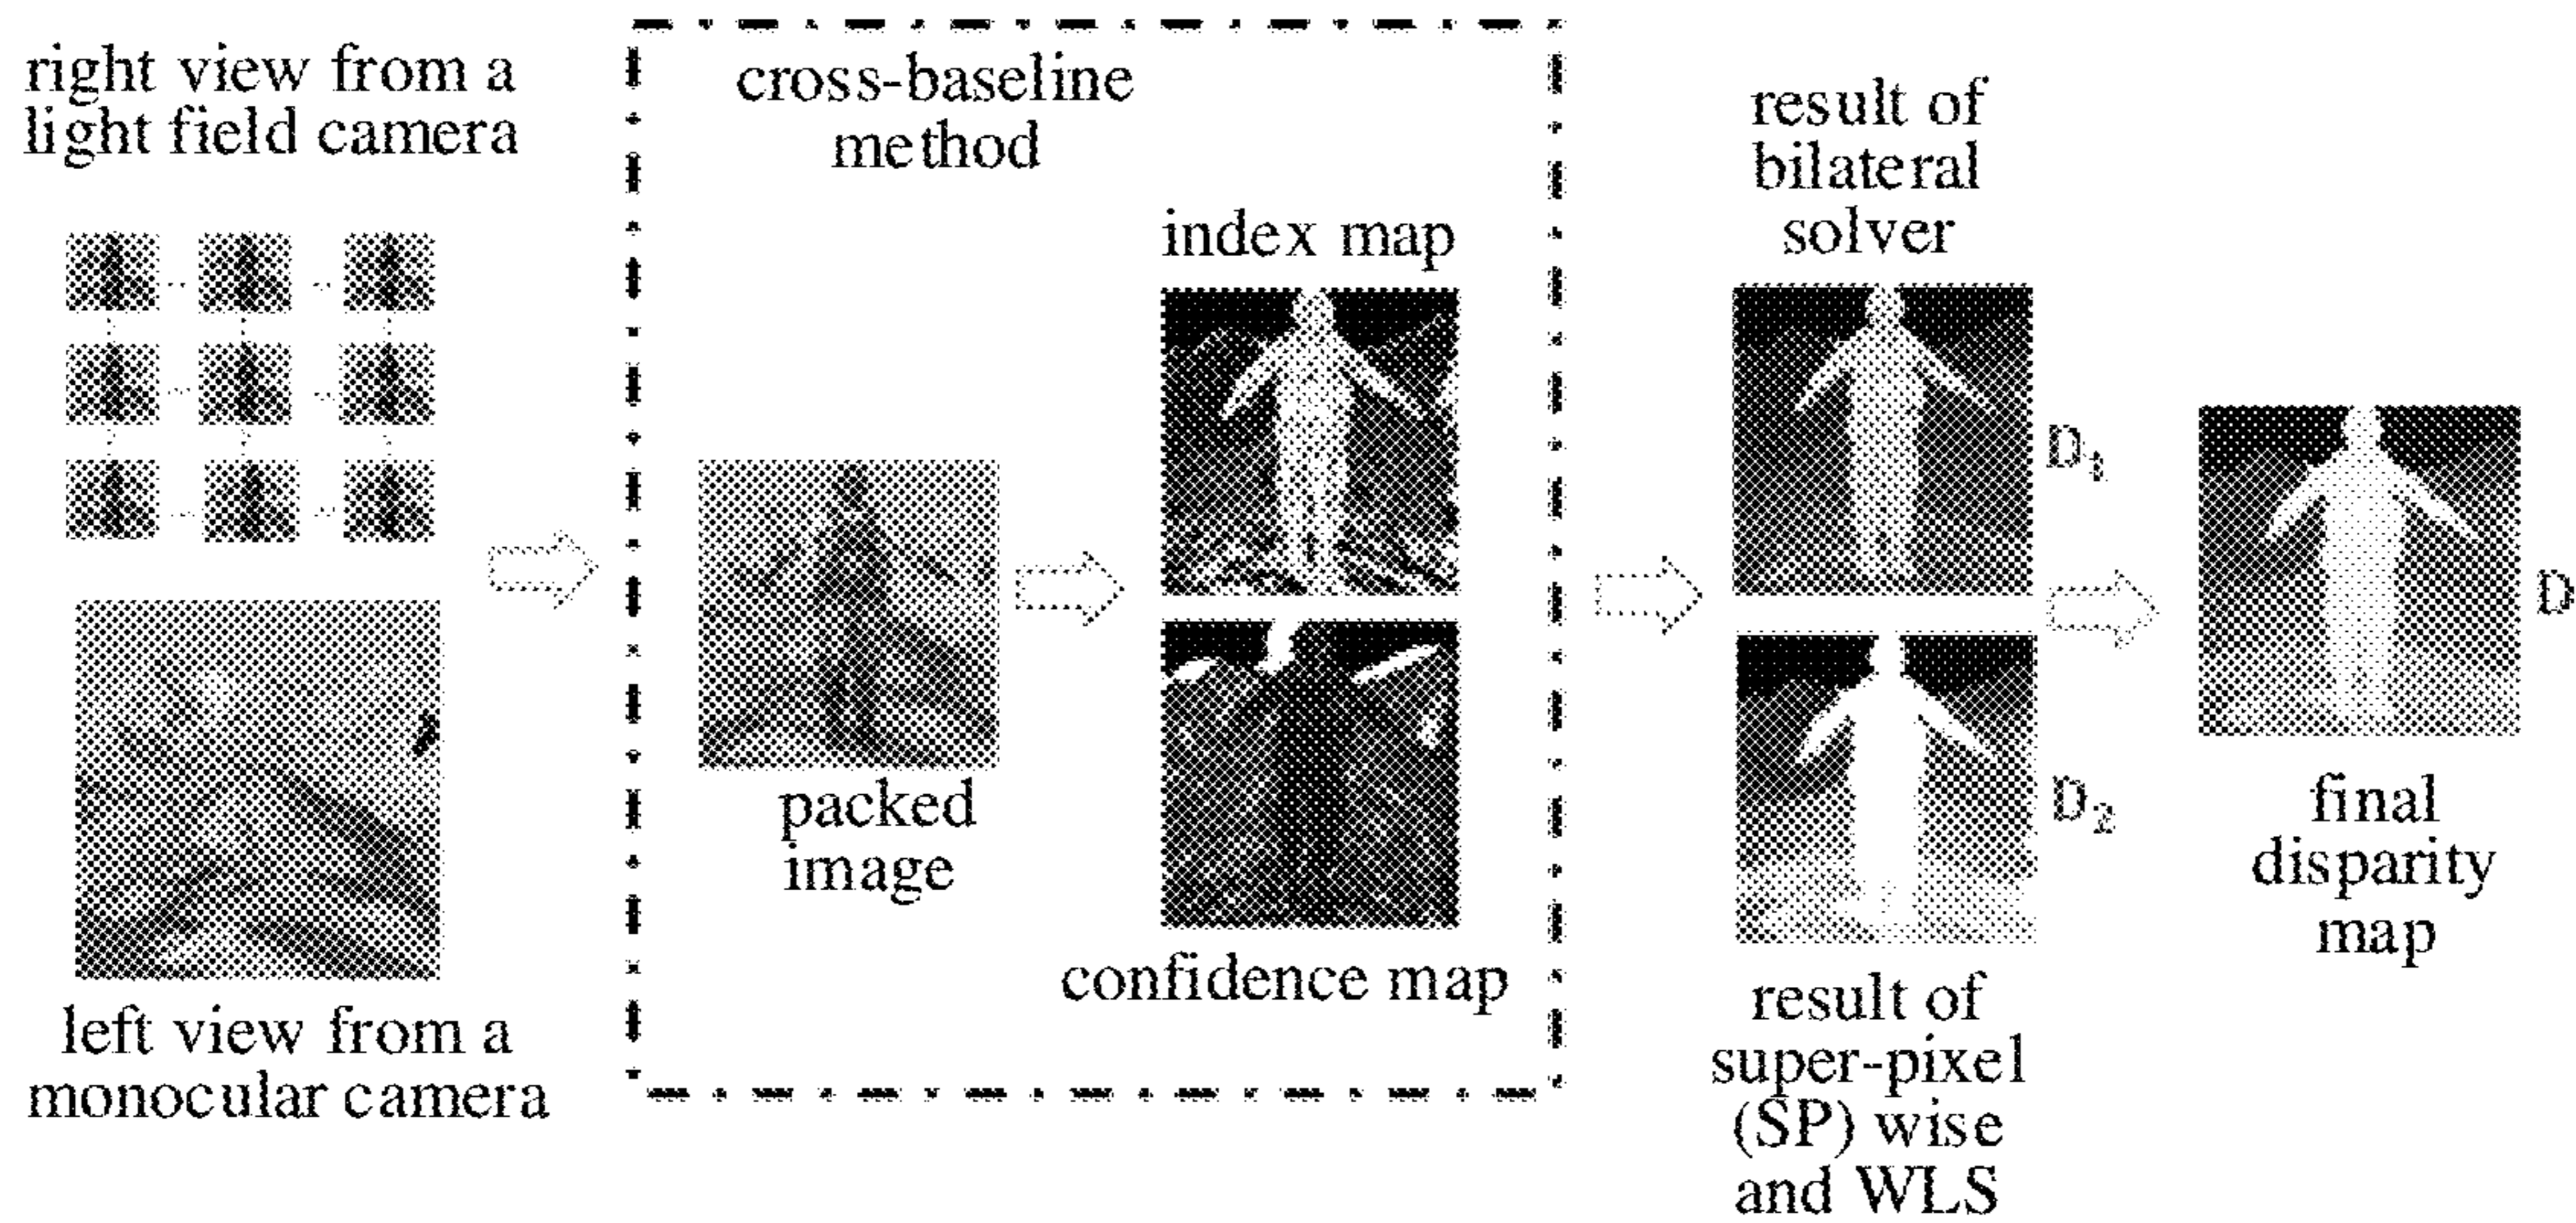 right view from a
light field camera
left view from a
monocular camera
cross-baseline
method
packed
image
index map
confidence map
result of
bilateral
solver
D₁
D₂
result of
super-pixel
(SP) wise
and WLS
D
final
disparity
map